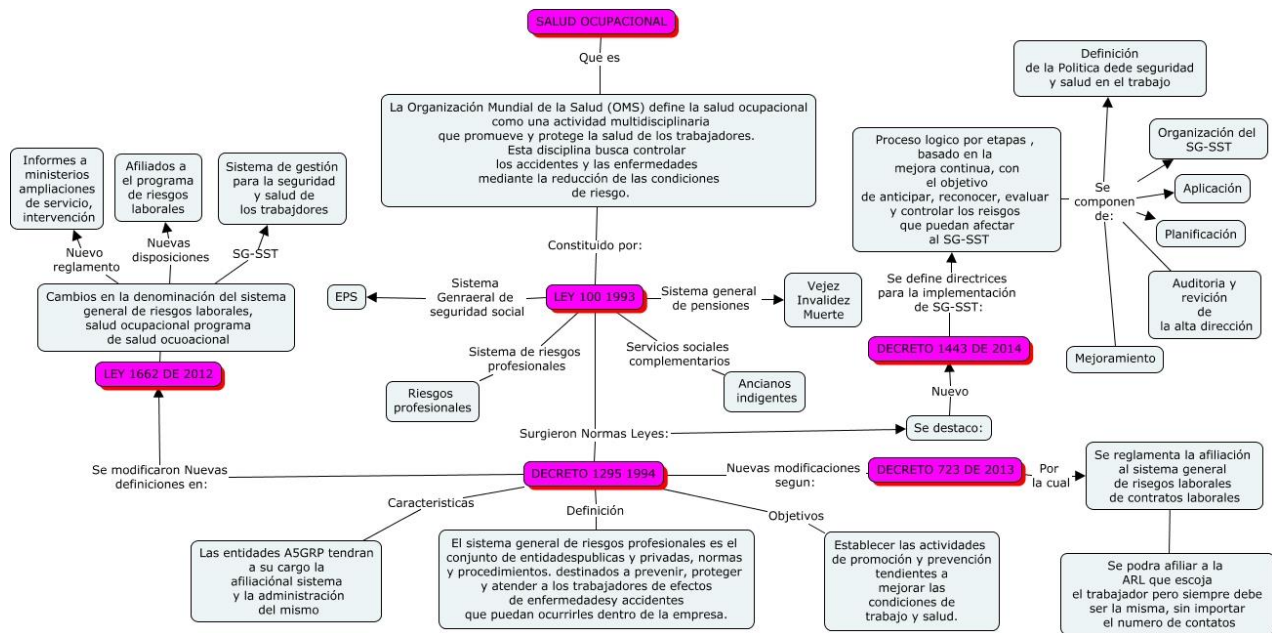 SALUD OCUPACIONAL
Que es
La Organización Mundial de la Salud (OMS) define la salud ocupacional
como una actividad multidisciplinaria
que promueve y protege la salud de los trabajadores.
Esta disciplina busca controlar
los accidentes y las enfermedades
mediante la reducción de las condiciones
de riesgo.
Constituido por:
LEY 100 1993
Sistema
Genraeral de
seguridad social
EPS
Sistema general
de pensiones
Vejez
Invalidez
Muerte
Sistema de riesgos
profesionales
Riesgos
profesionales
Servicios sociales
complementarios
Ancianos
indigentes
Surgieron Normas Leyes:
Se destaco:
Nuevo
DECRETO 1443 DE 2014
Se define directrices
para la implementación
de SG-SST:
Proceso logico por etapas ,
basado en la
mejora continua, con
el objetivo
de anticipar, reconocer, evaluar
y controlar los reisgos
que puedan afectar
al SG-SST
Se
componen
de:
Definición
de la Politica dede seguridad
y salud en el trabajo
Organización del
SG-SST
Aplicación
Planificación
Auditoria y
revición
de
la alta dirección
Mejoramiento
DECRETO 1295 1994
Se modificaron Nuevas
definiciones en:
LEY 1662 DE 2012
Cambios en la denominación del sistema
general de riesgos laborales,
salud ocupacional programa
de salud ocuoacional
Nuevo
reglamento
Informes a
ministerios
ampliaciones
de servicio,
intervención
Nuevas
disposiciones
Afiliados a
el programa
de riesgos
laborales
SG-SST
Sistema de gestión
para la seguridad
y salud de
los trabajdores
Caracteristicas
Las entidades A5GRP tendran
a su cargo la
afiliaciónal sistema
y la administración
del mismo
Definición
El sistema general de riesgos profesionales es el
conjunto de entidadespublicas y privadas, normas
y procedimientos. destinados a prevenir, proteger
y atender a los trabajadores de efectos
de enfermedadesy accidentes
que puedan ocurrirles dentro de la empresa.
Objetivos
Establecer las actividades
de promoción y prevención
tendientes a
mejorar las
condiciones de
trabajo y salud.
Nuevas modificaciones
segun:
DECRETO 723 DE 2013
Por
la cual
Se reglamenta la afiliación
al sistema general
de risegos laborales
de contratos laborales
Se podra afiliar a la
ARL que escoja
el trabajador pero siempre debe
ser la misma, sin importar
el numero de contatos